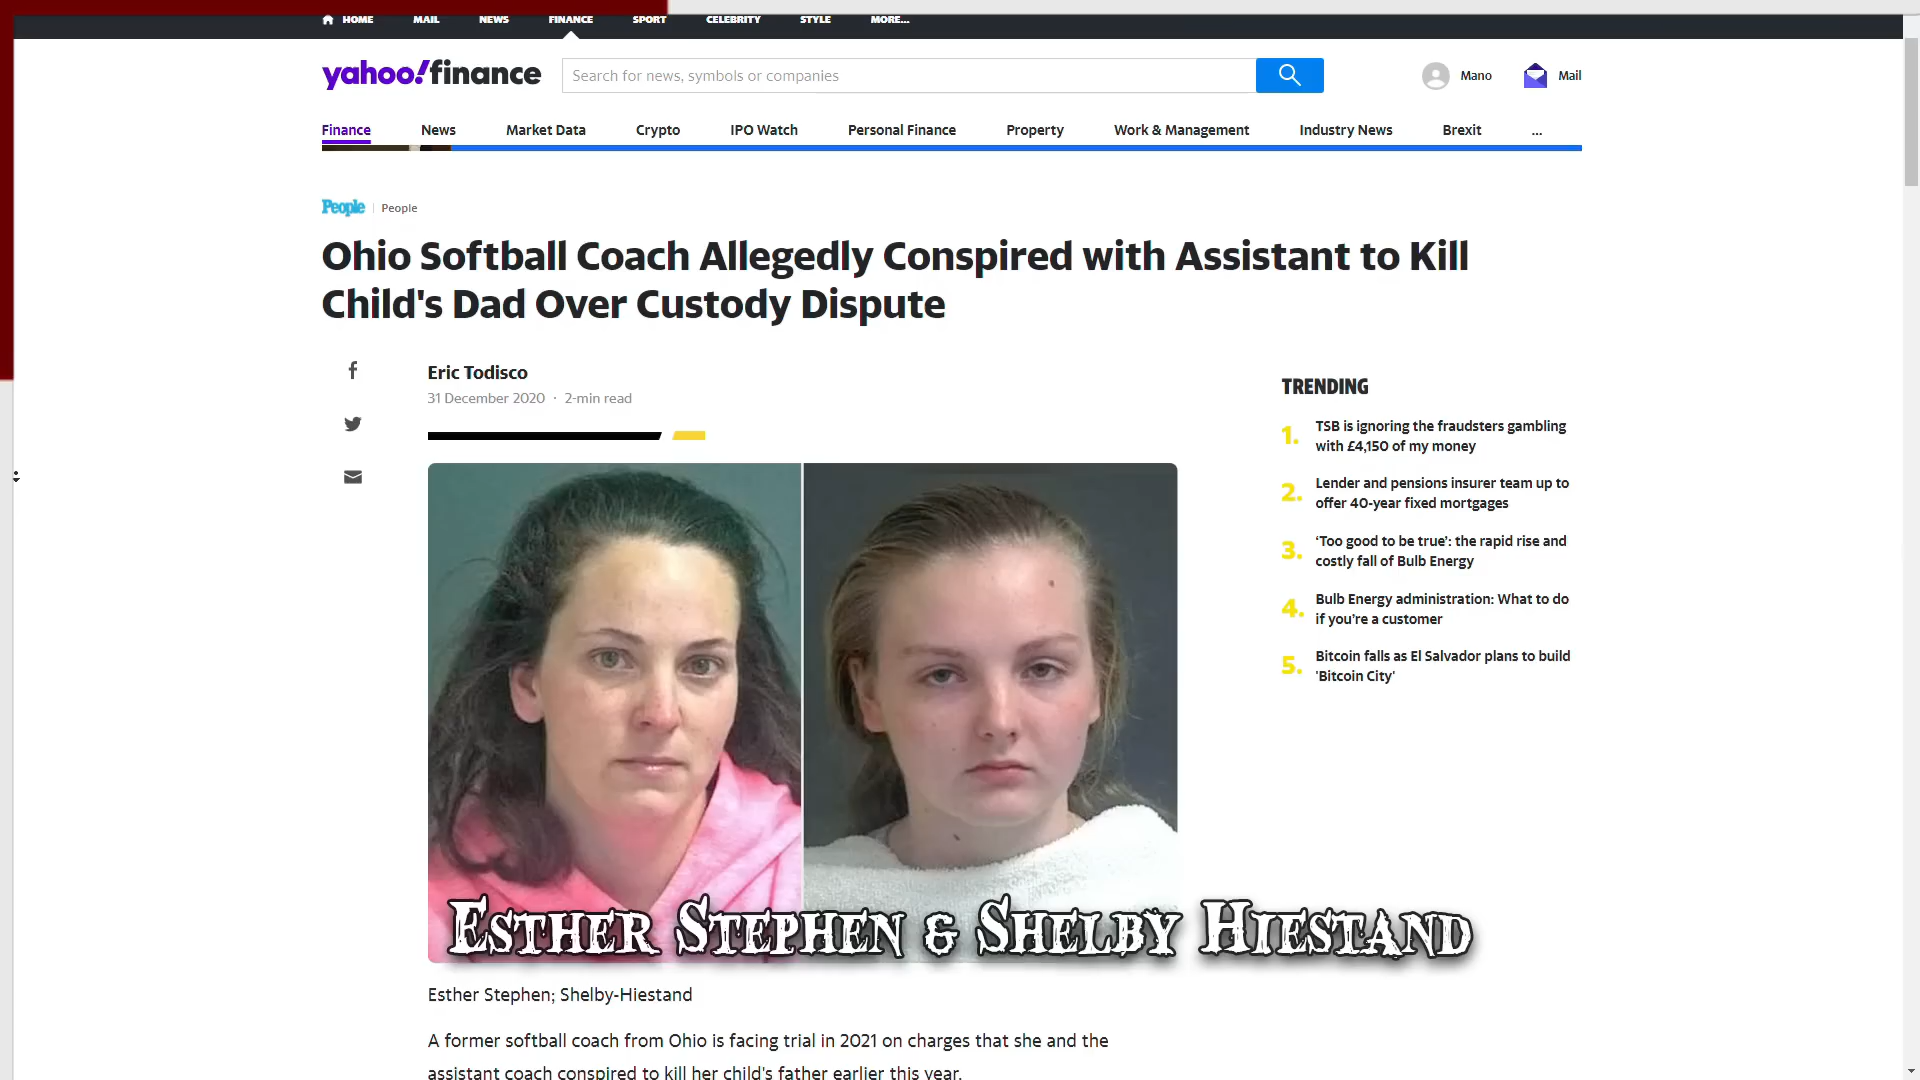 HOME MAIL NEWS FINANCE SPORT CELEBRITY STYLE MORE...
yahoo!finance Search for news, symbols or companies Mano Mail
Finance News Market Data Crypto IPO Watch Personal Finance Property Work & Management Industry News Brexit ...
People | People
Ohio Softball Coach Allegedly Conspired with Assistant to Kill
Child's Dad Over Custody Dispute
Eric Todisco
31 December 2020 · 2-min read
TRENDING
1. TSB is ignoring the fraudsters gambling
with £4,150 of my money
2. Lender and pensions insurer team up to
offer 40-year fixed mortgages
3. ‘Too good to be true’: the rapid rise and
costly fall of Bulb Energy
4. Bulb Energy administration: What to do
if you’re a customer
5. Bitcoin falls as El Salvador plans to build
'Bitcoin City'
Esther Stephen & Shelby Hiestand
Esther Stephen; Shelby-Hiestand
A former softball coach from Ohio is facing trial in 2021 on charges that she and the
assistant coach conspired to kill her child's father earlier this year.